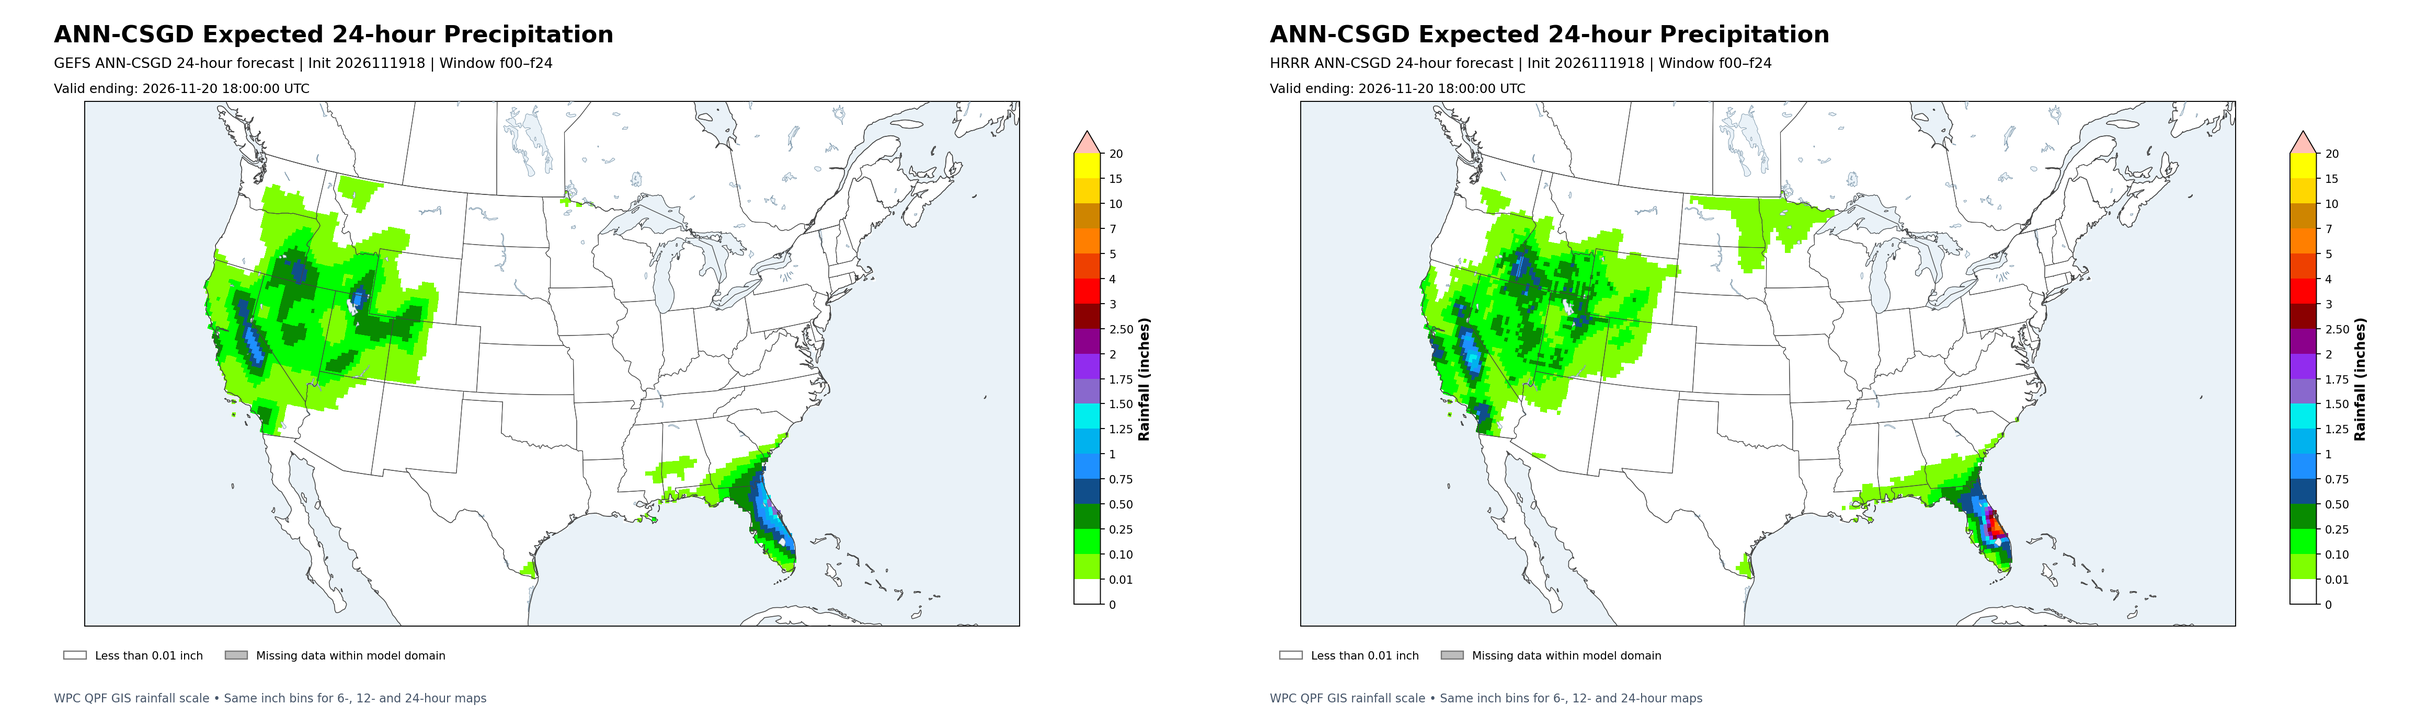 ANN-CSGD Expected 24-hour Precipitation
GEFS ANN-CSGD 24-hour forecast | Init 2026111918 | Window f00–f24
Valid ending: 2026-11-20 18:00:00 UTC
20
15
10
7
5
4
3
2.50
2
1.75
1.50
1.25
1
0.75
0.50
0.25
0.10
0.01
0
Rainfall (inches)
Less than 0.01 inch
Missing data within model domain
WPC QPF GIS rainfall scale • Same inch bins for 6-, 12- and 24-hour maps
ANN-CSGD Expected 24-hour Precipitation
HRRR ANN-CSGD 24-hour forecast | Init 2026111918 | Window f00–f24
Valid ending: 2026-11-20 18:00:00 UTC
20
15
10
7
5
4
3
2.50
2
1.75
1.50
1.25
1
0.75
0.50
0.25
0.10
0.01
0
Rainfall (inches)
Less than 0.01 inch
Missing data within model domain
WPC QPF GIS rainfall scale • Same inch bins for 6-, 12- and 24-hour maps